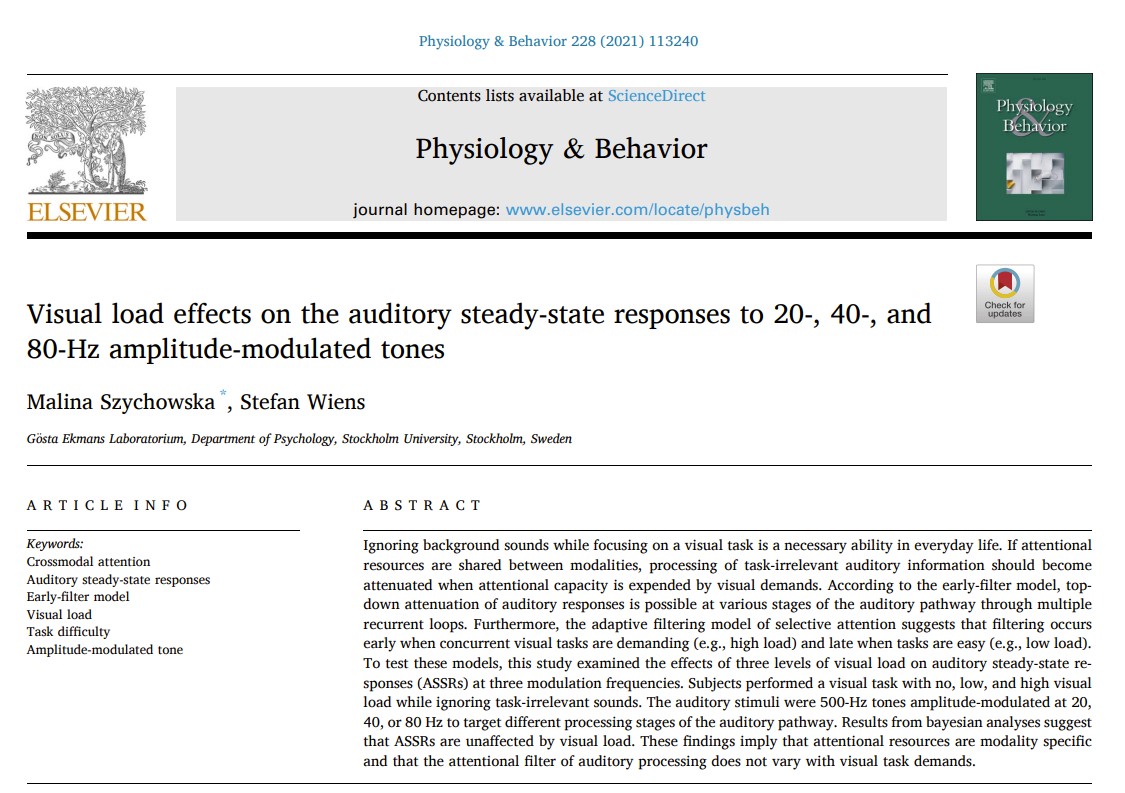 Physiology & Behavior 228 (2021) 113240
Contents lists available at ScienceDirect
Physiology & Behavior
journal homepage: www.elsevier.com/locate/physbeh
ELSEVIER
Physiology
&
Behavior
Check for
updates
Visual load effects on the auditory steady-state responses to 20-, 40-, and
80-Hz amplitude-modulated tones
Malina Szychowska *, Stefan Wiens
Gösta Ekmans Laboratorium, Department of Psychology, Stockholm University, Stockholm, Sweden
ARTICLE INFO
Keywords:
Crossmodal attention
Auditory steady-state responses
Early-filter model
Visual load
Task difficulty
Amplitude-modulated tone
ABSTRACT
Ignoring background sounds while focusing on a visual task is a necessary ability in everyday life. If attentional
resources are shared between modalities, processing of task-irrelevant auditory information should become
attenuated when attentional capacity is expended by visual demands. According to the early-filter model, top-
down attenuation of auditory responses is possible at various stages of the auditory pathway through multiple
recurrent loops. Furthermore, the adaptive filtering model of selective attention suggests that filtering occurs
early when concurrent visual tasks are demanding (e.g., high load) and late when tasks are easy (e.g., low load).
To test these models, this study examined the effects of three levels of visual load on auditory steady-state re-
sponses (ASSRs) at three modulation frequencies. Subjects performed a visual task with no, low, and high visual
load while ignoring task-irrelevant sounds. The auditory stimuli were 500-Hz tones amplitude-modulated at 20,
40, or 80 Hz to target different processing stages of the auditory pathway. Results from bayesian analyses suggest
that ASSRs are unaffected by visual load. These findings imply that attentional resources are modality specific
and that the attentional filter of auditory processing does not vary with visual task demands.